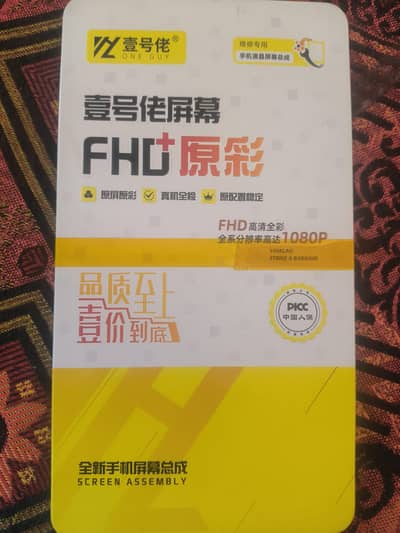 壹号佬®
ONE GUY
维修专用
手机液晶屏幕总成
壹号佬屏幕
FHD+原彩
原屏原彩 真机全检 原配置稳定
FHD高清全彩
全系分辨率高达1080P
品质至上
壹价到底
PICC
中国人保
全新手机屏幕总成
SCREEN ASSEMBLY